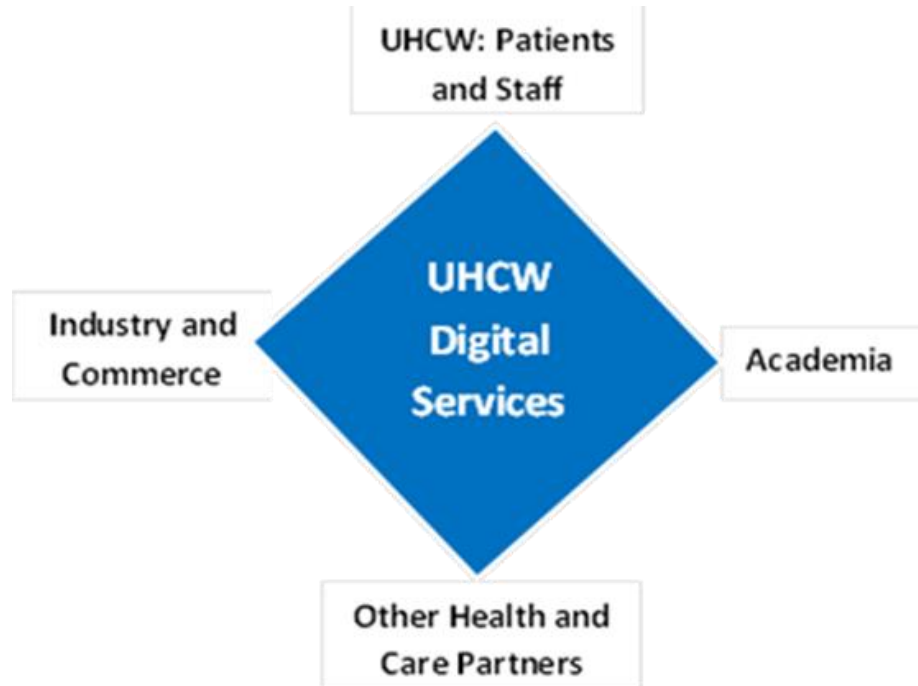 UHCW: Patients
and Staff
UHCW
Digital
Services
Industry and
Commerce
Academia
Other Health and
Care Partners